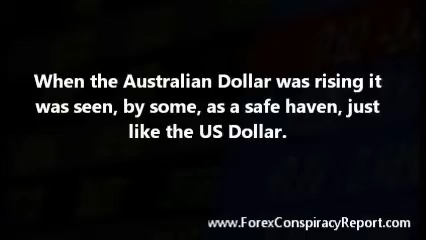 When the Australian Dollar was rising it
was seen, by some, as a safe haven, just
like the US Dollar.
www.ForexConspiracyReport.com